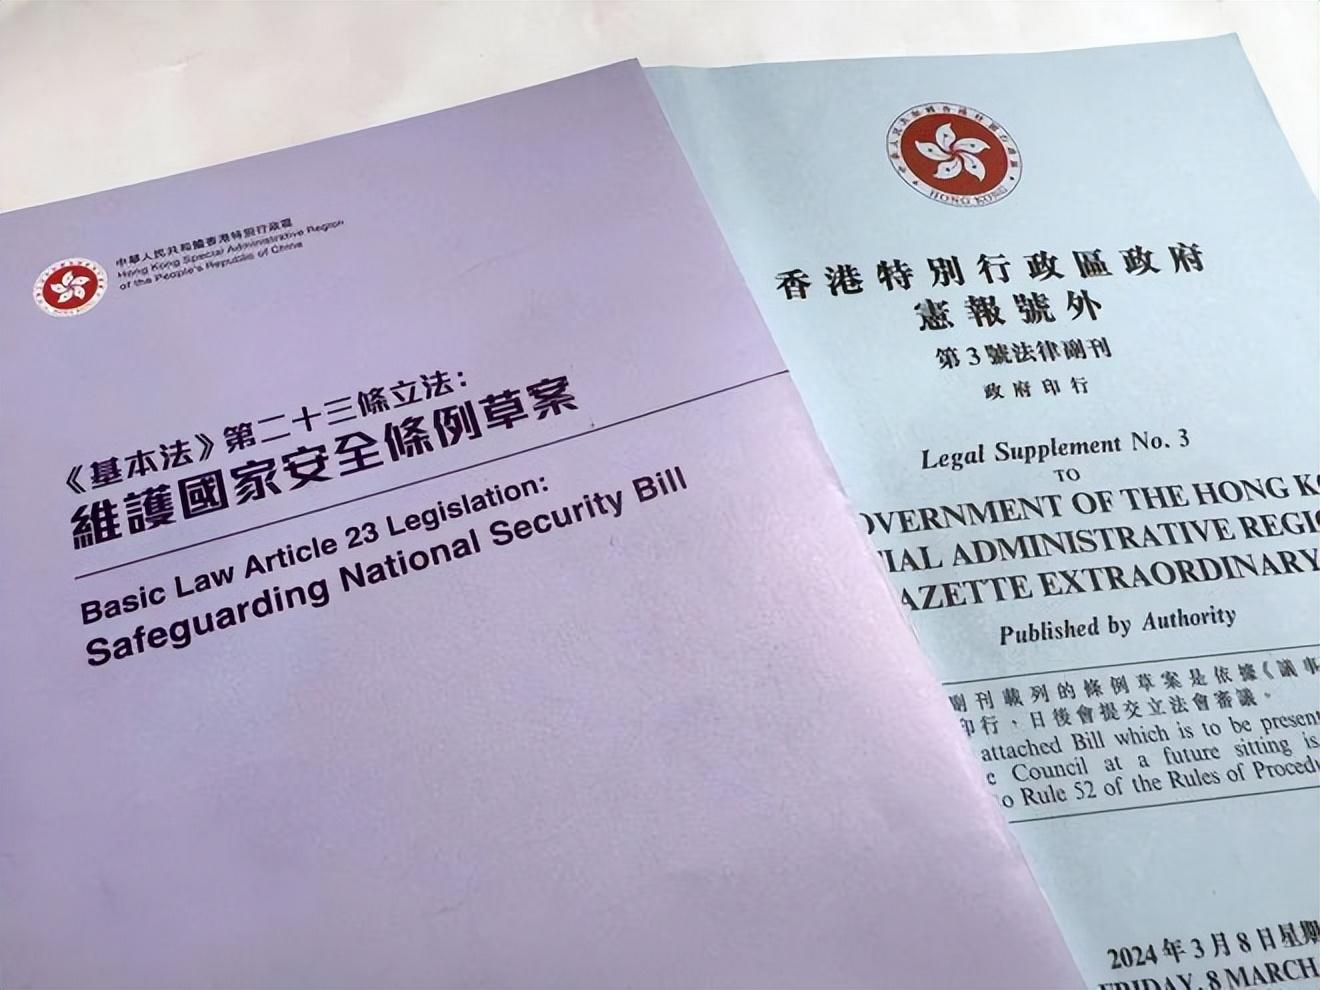 中華人民共和國香港特別行政區
Hong Kong Special Administrative Region
of the People's Republic of China
《基本法》第二十三條立法：
維護國家安全條例草案
Basic Law Article 23 Legislation:
Safeguarding National Security Bill
HONG KONG
香港特別行政區政府
憲報號外
第3號法律副刊
政府印行
Legal Supplement No. 3
TO
OVERNMENT OF THE HONG K
IAL ADMINISTRATIVE REGI
AZETTE EXTRAORDINARY
Published by Authority
副刊載列的條例草案是依據《議事
印行，日後會提交立法會審議。
attached Bill which is to be present
e Council at a future sitting is
o Rule 52 of the Rules of Procedu
2024年3月8日星期
FRIDAY, 8 MARCH